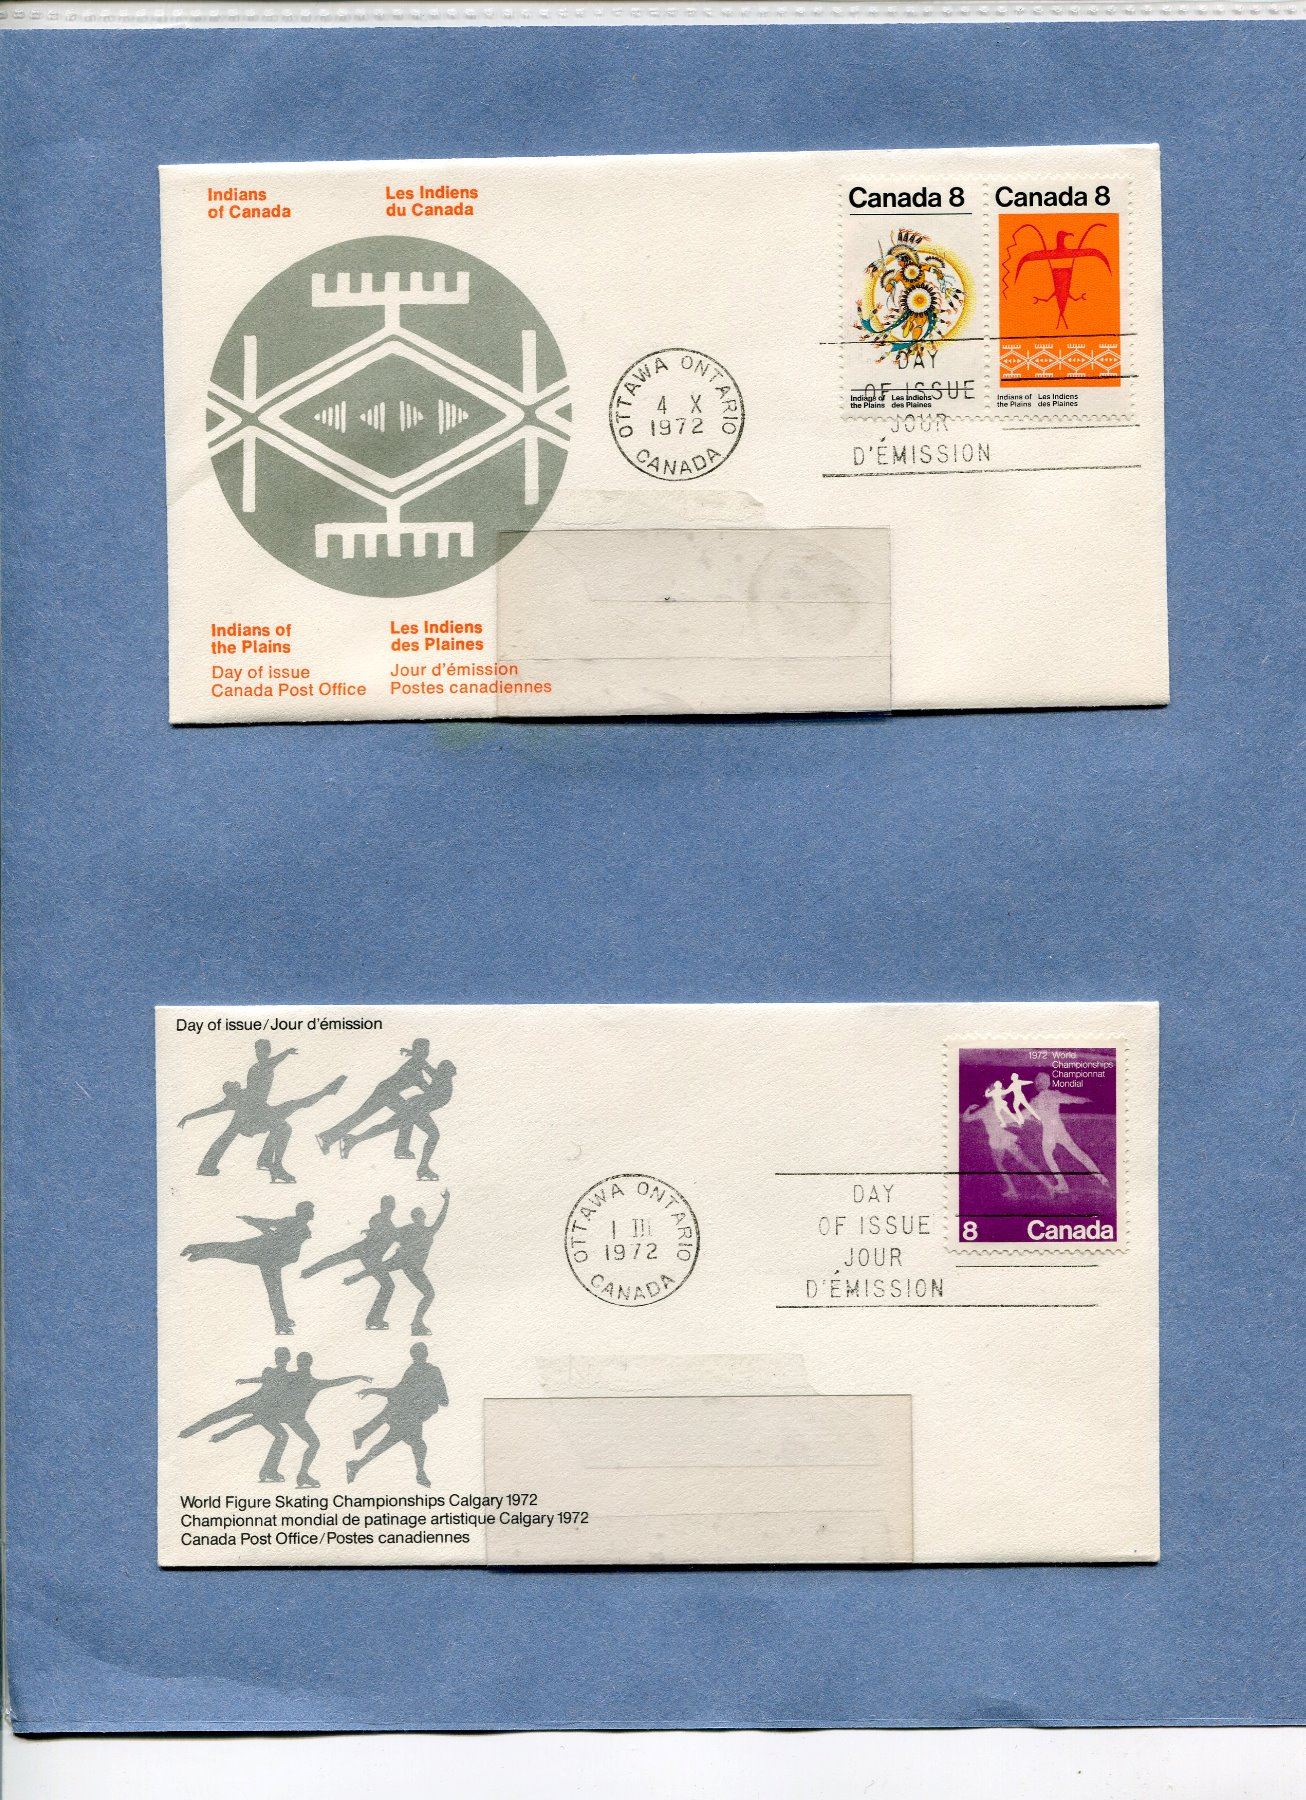 Indians
of Canada
Les Indiens
du Canada
Canada 8
Canada 8
Indians of Les Indiens
the Plains des Plaines
Indians of Les Indiens
the Plains des Plaines
OTTAWA ONTARIO
4 X
1972
CANADA
DAY
OF ISSUE
JOUR
D'ÉMISSION
Indians of
the Plains
Day of issue
Canada Post Office
Les Indiens
des Plaines
Jour d'émission
Postes canadiennes
Day of issue/Jour d'émission
1972 World
Championships
Championnat
Mondial
8 Canada
OTTAWA ONTARIO
1 III
1972
CANADA
DAY
OF ISSUE
JOUR
D'ÉMISSION
World Figure Skating Championships Calgary 1972
Championnat mondial de patinage artistique Calgary 1972
Canada Post Office/Postes canadiennes